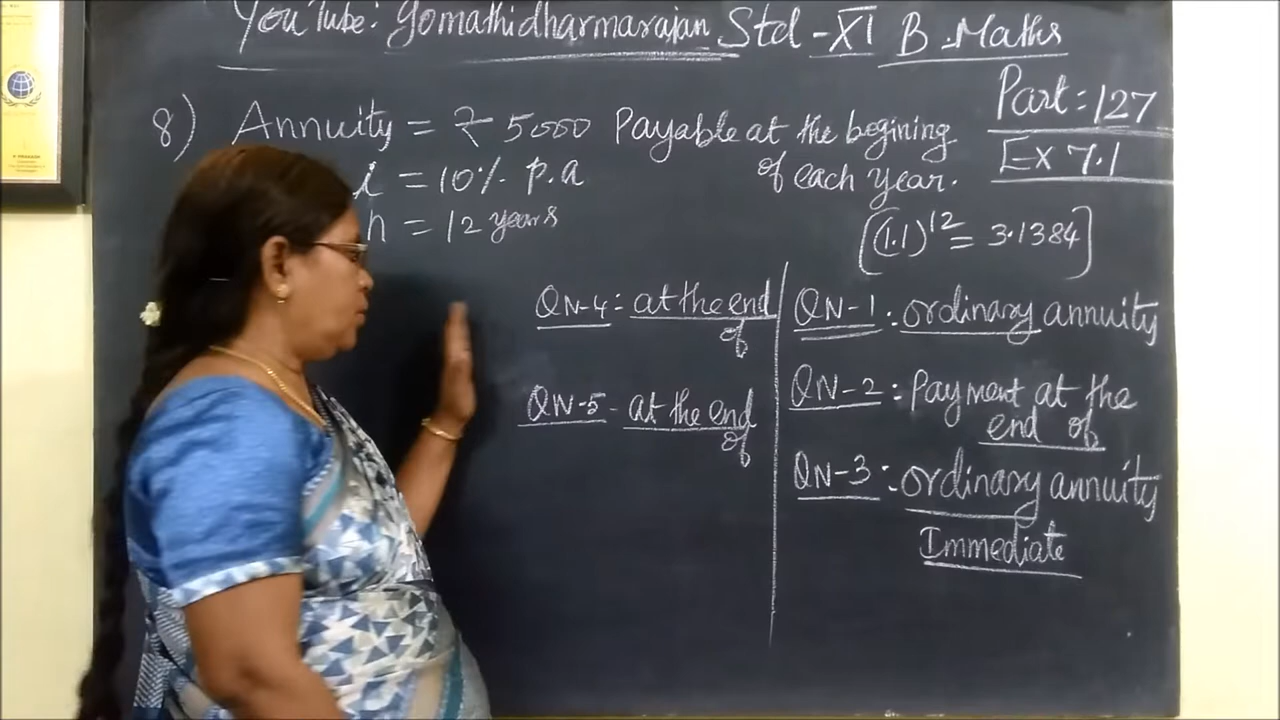 YouTube: Gomathidharmarajan Std - XI B.Maths
Part: 127
Ex 7.1
8) Annuity = ₹ 5000 Payable at the begining
of each year.
i = 10% p.a
n = 12 years
[(1.1)^12 = 3.1384]
QN-4: at the end
of
QN-5 - at the end
of
QN-1: ordinary annuity
QN-2: Payment at the
end of
QN-3: ordinary annuity
Immediate